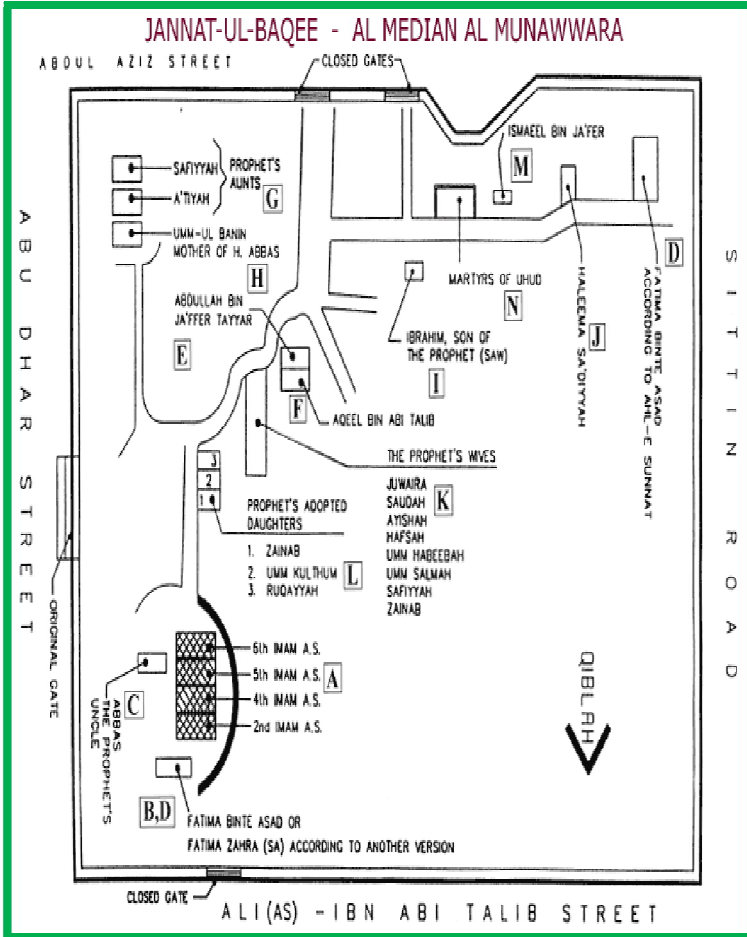 JANNAT-UL-BAQEE - AL MEDIAN AL MUNAWWARA
ABDUL AZIZ STREET
CLOSED GATES
ISMAEEL BIN JA'FER
M
SAFIYYAH
PROPHET'S
AUNTS
A'TIYAH
G
UMM-UL BANIN
MOTHER OF H. ABBAS
H
ABDULLAH BIN
JA'FFER TAYYAR
E
F
AQEEL BIN ABI TALIB
MARTYRS OF UHUD
N
IBRAHIM, SON OF
THE PROPHET (SAW)
I
HALEEMA SA'DIYYAH
J
D
FATIMA BINTE ASAD
ACCORDING TO AHL-E SUNNAT
ABU DHAR STREET
SITTIN ROAD
THE PROPHET'S WIVES
JUWAIRA
SAUDAH
AYISHAH
HAFSAH
UMM HABEEBAH
UMM SALMAH
SAFIYYAH
ZAINAB
K
3
2
1
PROPHET'S ADOPTED
DAUGHTERS
1. ZAINAB
2. UMM KULTHUM
3. RUQAYYAH
L
ORIGINAL GATE
6th IMAM A.S.
5th IMAM A.S.
4th IMAM A.S.
2nd IMAM A.S.
A
C
ABBAS
THE PROPHET'S
UNCLE
QIBLAH
B,D
FATIMA BINTE ASAD OR
FATIMA ZAHRA (SA) ACCORDING TO ANOTHER VERSION
CLOSED GATE
ALI(AS) -IBN ABI TALIB STREET